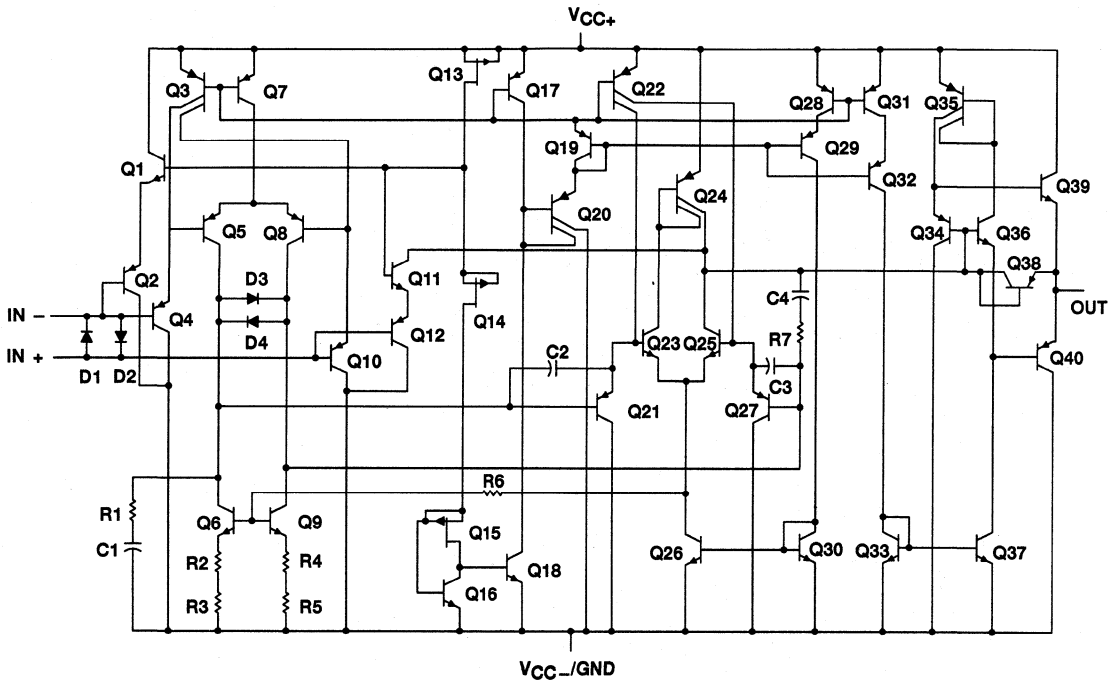 VCC+
Q3
Q7
Q13
Q17
Q22
Q28
Q31
Q35
Q1
Q19
Q29
Q32
Q39
Q24
Q20
Q5
Q8
Q34
Q36
Q2
Q11
Q38
D3
C4
OUT
IN −
Q4
Q14
D4
Q12
R7
IN +
Q10
Q23
Q25
D1
D2
C2
C3
Q21
Q27
R6
R1
Q6
Q9
Q15
C1
R2
R4
Q26
Q30
Q33
Q37
Q18
Q16
R3
R5
Q40
VCC−/GND